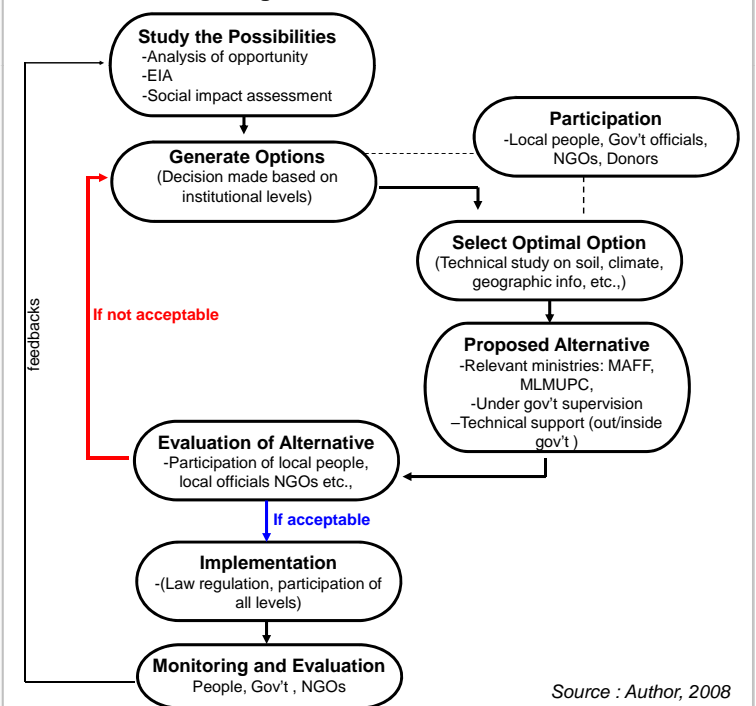 Study the Possibilities
-Analysis of opportunity
-EIA
-Social impact assessment
Participation
-Local people, Gov't officials,
NGOs, Donors
Generate Options
(Decision made based on
institutional levels)
Select Optimal Option
(Technical study on soil, climate,
geographic info, etc.,)
If not acceptable
feedbacks
Proposed Alternative
-Relevant ministries: MAFF,
MLMUPC,
-Under gov't supervision
–Technical support (out/inside
gov't )
Evaluation of Alternative
-Participation of local people,
local officials NGOs etc.,
If acceptable
Implementation
-(Law regulation, participation of
all levels)
Monitoring and Evaluation
People, Gov't , NGOs
Source : Author, 2008